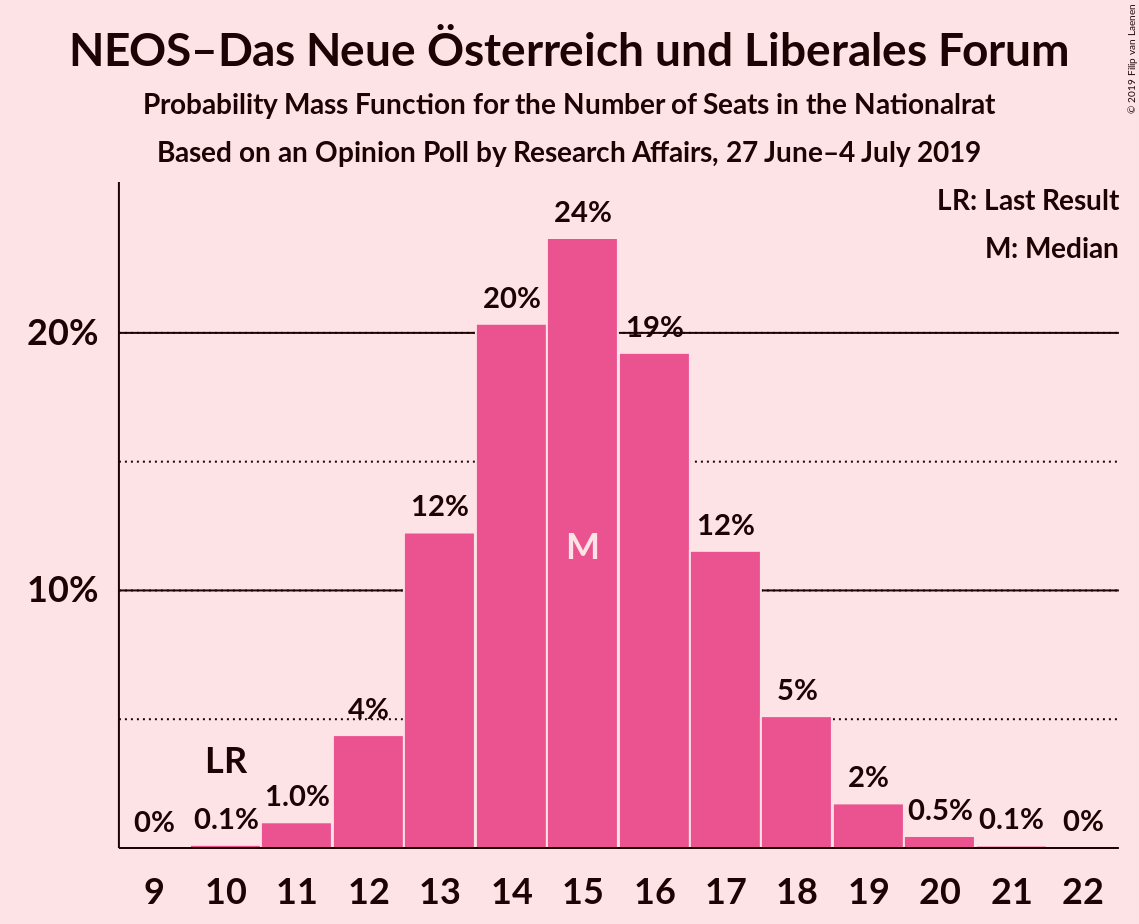 NEOS–Das Neue Österreich und Liberales Forum
Probability Mass Function for the Number of Seats in the Nationalrat
Based on an Opinion Poll by Research Affairs, 27 June–4 July 2019
© 2019 Filip van Laenen
LR: Last Result
M: Median
20%
10%
0%
0.1%
1.0%
4%
12%
20%
24%
19%
12%
5%
2%
0.5%
0.1%
0%
LR
M
9 10 11 12 13 14 15 16 17 18 19 20 21 22